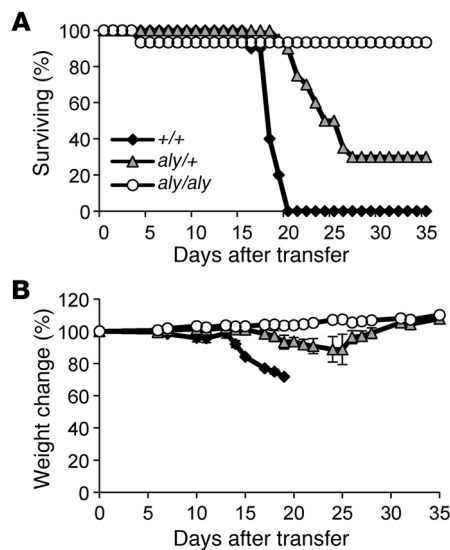 A
Surviving (%)
100
80
60
40
20
0
+/+
aly/+
aly/aly
0 5 10 15 20 25 30 35
Days after transfer
B
Weight change (%)
120
100
80
60
40
20
0
0 5 10 15 20 25 30 35
Days after transfer